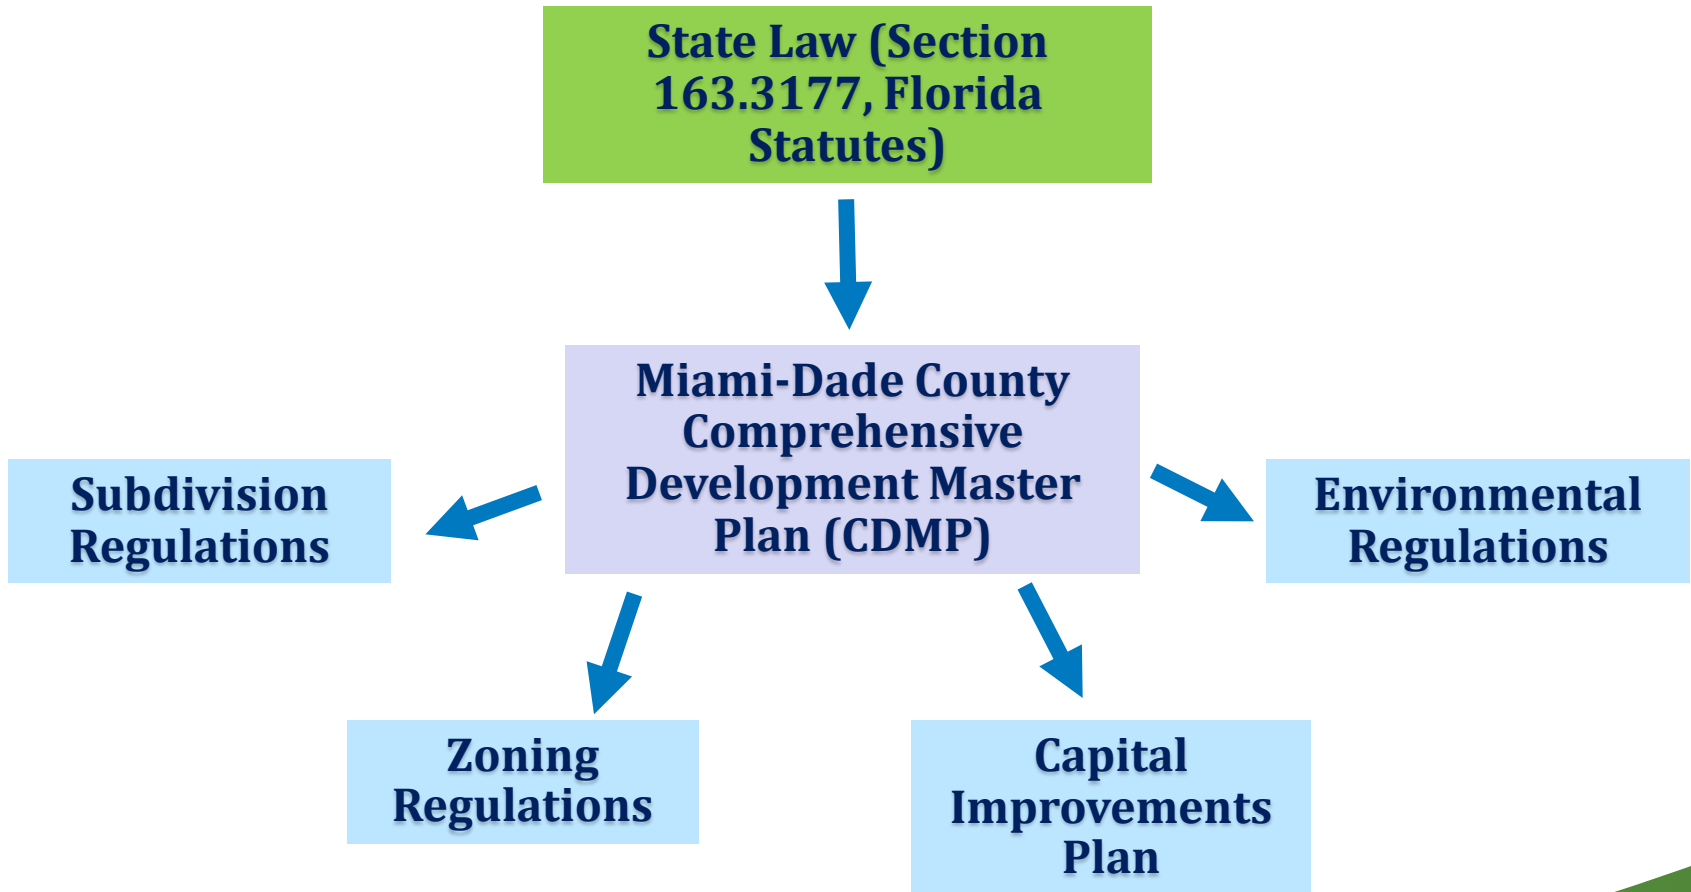 State Law (Section
163.3177, Florida
Statutes)
Miami-Dade County
Comprehensive
Development Master
Plan (CDMP)
Subdivision
Regulations
Environmental
Regulations
Zoning
Regulations
Capital
Improvements
Plan